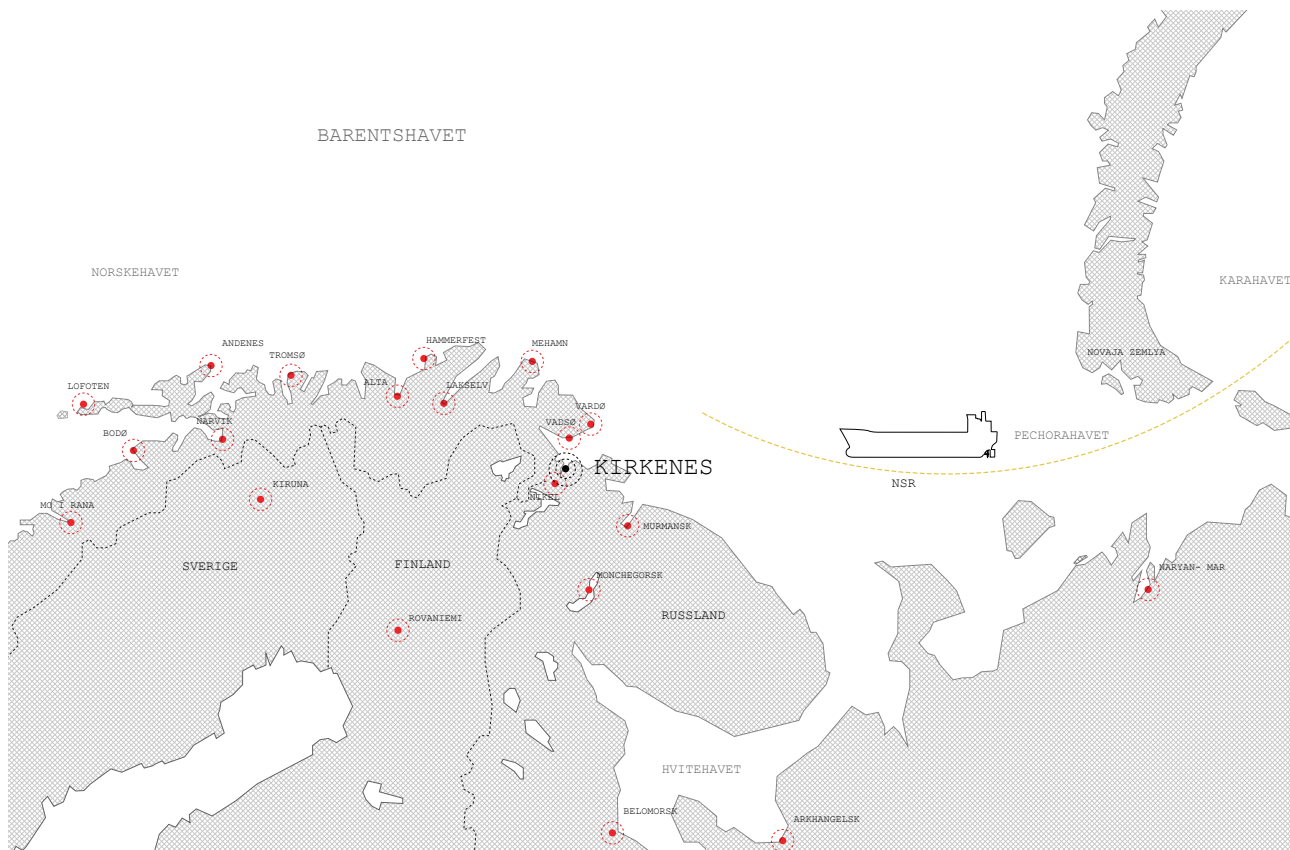 BARENTSHAVET
NORSKEHAVET
KARAHAVET
ANDENES
TROMSØ
HAMMERFEST
MEHAMN
NOVAJA ZEMLYA
LOFOTEN
ALTA
LAKSELV
VARDØ
BODØ
NARVIK
VADSØ
PECHORAHAVET
KIRKENES
NSR
KIRUNA
NIKEL
MO I RANA
MURMANSK
SVERIGE
FINLAND
MONCHEGORSK
NARYAN- MAR
ROVANIEMI
RUSSLAND
HVITEHAVET
BELOMORSK
ARKHANGELSK